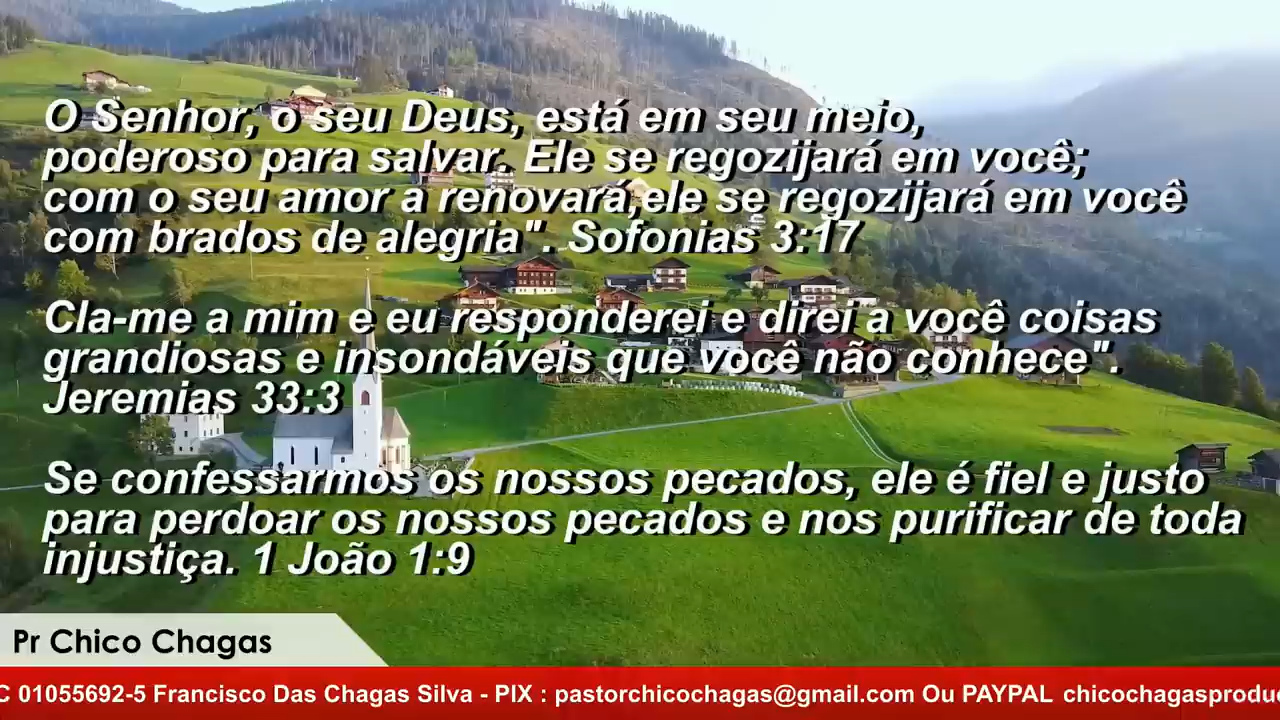 O Senhor, o seu Deus, está em seu meio,
poderoso para salvar. Ele se regozijará em você;
com o seu amor a renovará,ele se regozijará em você
com brados de alegria". Sofonias 3:17
Cla-me a mim e eu responderei e direi a você coisas
grandiosas e insondáveis que você não conhece".
Jeremias 33:3
Se confessarmos os nossos pecados, ele é fiel e justo
para perdoar os nossos pecados e nos purificar de toda
injustiça. 1 João 1:9
Pr Chico Chagas
C 01055692-5 Francisco Das Chagas Silva - PIX : pastorchicochagas@gmail.com Ou PAYPAL chicochagasprodu